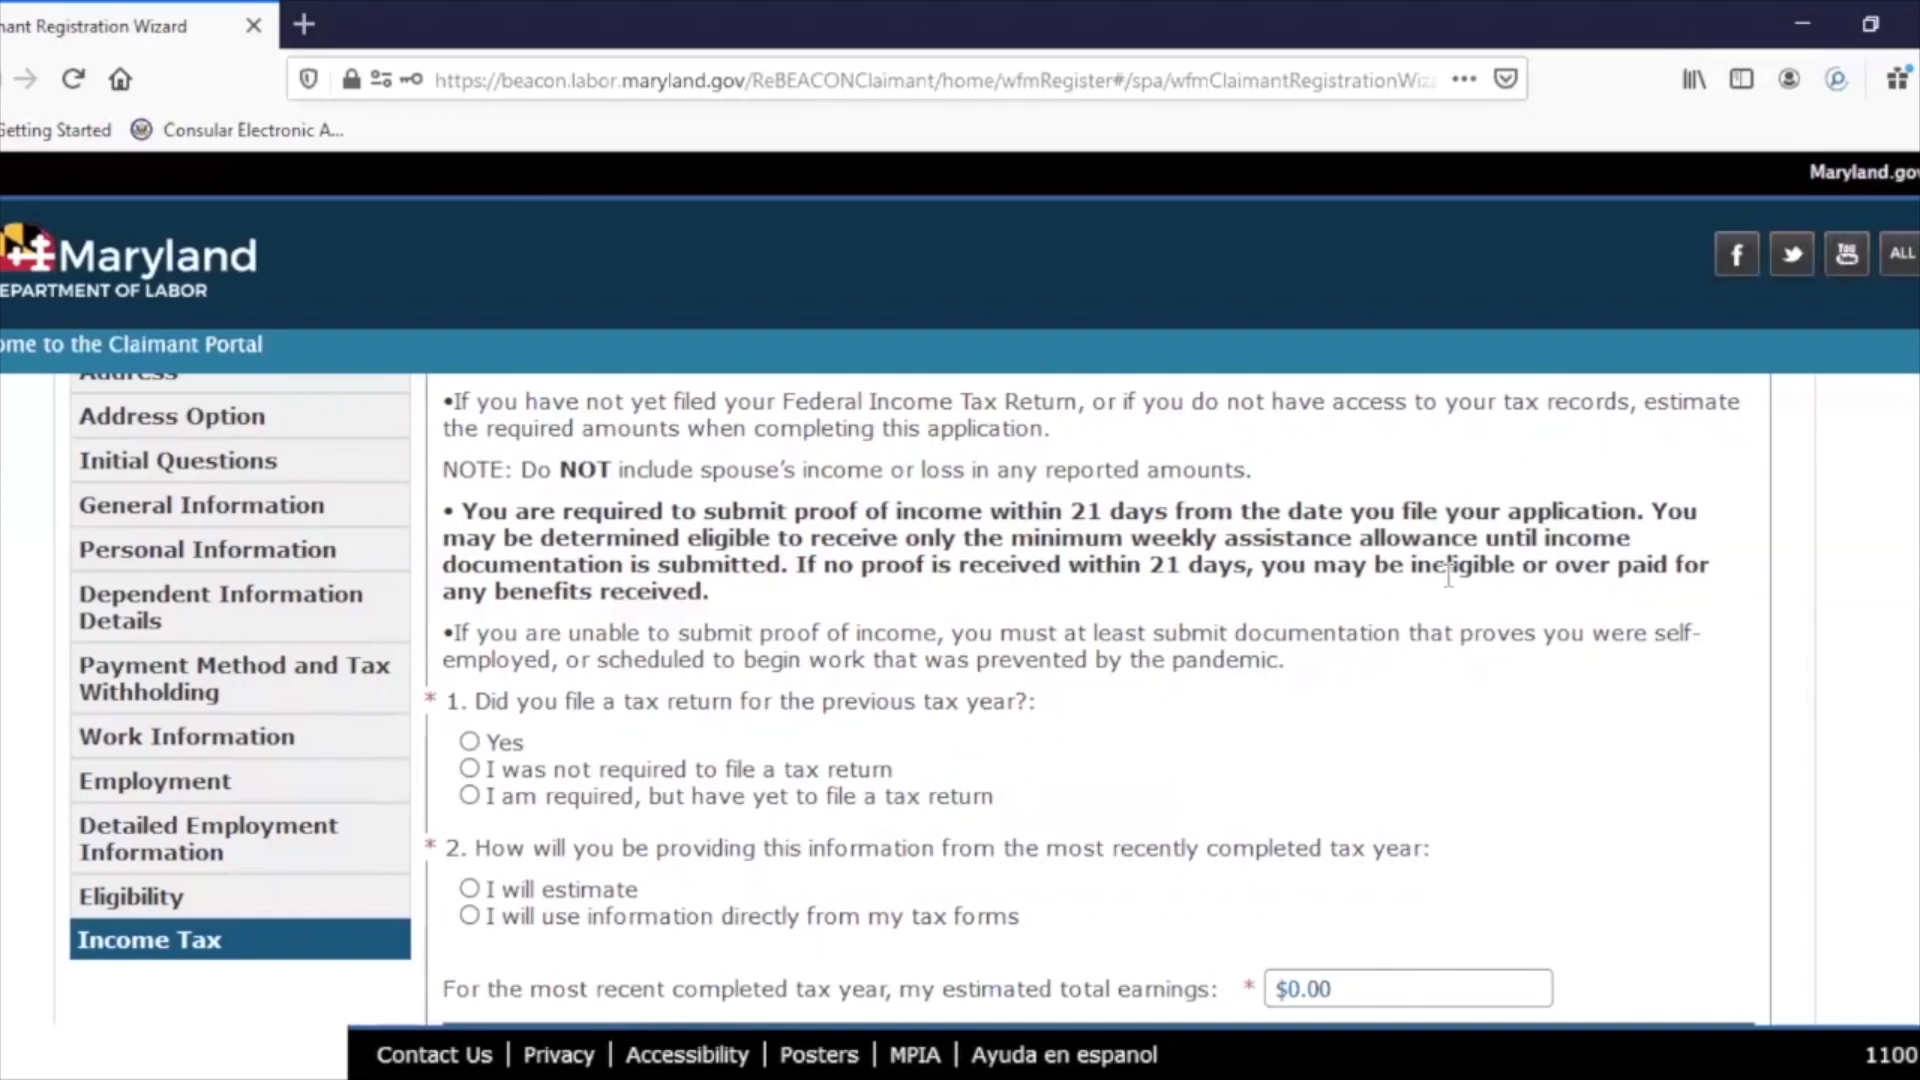 nant Registration Wizard
https://beacon.labor.maryland.gov/ReBEACONClaimant/home/wfmRegister#/spa/wfmClaimantRegistrationWiz
Getting Started
Consular Electronic A...
Maryland.gov
Maryland
EPARTMENT OF LABOR
f
You
ALL
ome to the Claimant Portal
Address
Address Option
Initial Questions
General Information
Personal Information
Dependent Information
Details
Payment Method and Tax
Withholding
Work Information
Employment
Detailed Employment
Information
Eligibility
Income Tax
•If you have not yet filed your Federal Income Tax Return, or if you do not have access to your tax records, estimate
the required amounts when completing this application.
NOTE: Do NOT include spouse's income or loss in any reported amounts.
• You are required to submit proof of income within 21 days from the date you file your application. You
may be determined eligible to receive only the minimum weekly assistance allowance until income
documentation is submitted. If no proof is received within 21 days, you may be ineligible or over paid for
any benefits received.
•If you are unable to submit proof of income, you must at least submit documentation that proves you were self-
employed, or scheduled to begin work that was prevented by the pandemic.
* 1. Did you file a tax return for the previous tax year?:
Yes
I was not required to file a tax return
I am required, but have yet to file a tax return
* 2. How will you be providing this information from the most recently completed tax year:
I will estimate
I will use information directly from my tax forms
For the most recent completed tax year, my estimated total earnings: * $0.00
Contact Us | Privacy | Accessibility | Posters | MPIA | Ayuda en espanol
1100